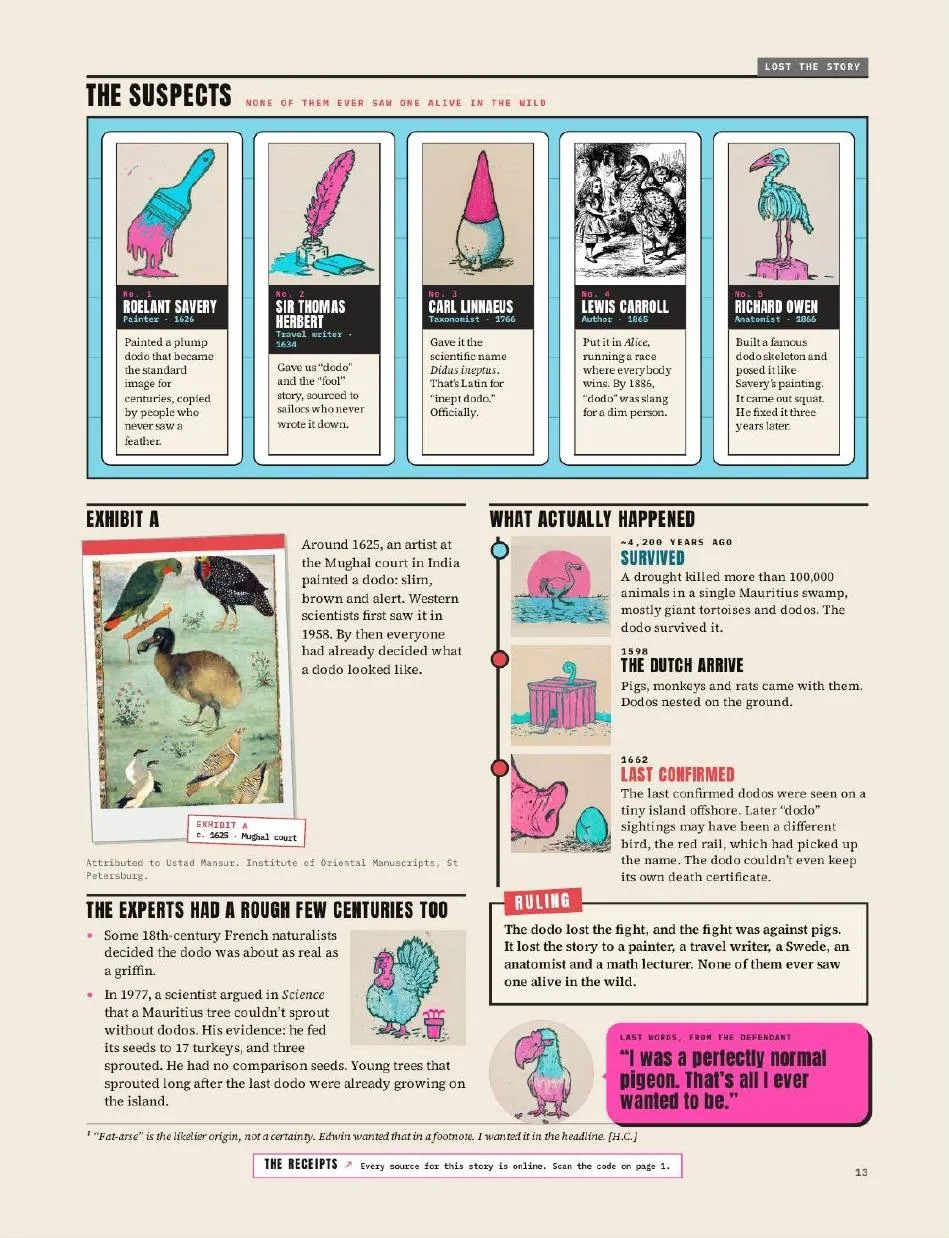 LOST THE STORY
THE SUSPECTS NONE OF THEM EVER SAW ONE ALIVE IN THE WILD
No. 1
ROELANT SAVERY
Painter · 1626
Painted a plump
dodo that became
the standard
image for
centuries, copied
by people who
never saw a
feather.
No. 2
SIR THOMAS
HERBERT
Travel writer ·
1634
Gave us “dodo”
and the “fool”
story, sourced to
sailors who never
wrote it down.
No. 3
CARL LINNAEUS
Taxonomist · 1766
Gave it the
scientific name
Didus ineptus.
That’s Latin for
“inept dodo.”
Officially.
No. 4
LEWIS CARROLL
Author · 1865
Put it in Alice,
running a race
where everybody
wins. By 1886,
“dodo” was slang
for a dim person.
No. 5
RICHARD OWEN
Anatomist · 1866
Built a famous
dodo skeleton and
posed it like
Savery’s painting.
It came out squat.
He fixed it three
years later.
EXHIBIT A
Around 1625, an artist at
the Mughal court in India
painted a dodo: slim,
brown and alert. Western
scientists first saw it in
1958. By then everyone
had already decided what
a dodo looked like.
EXHIBIT A
c. 1625 · Mughal court
Attributed to Ustad Mansur. Institute of Oriental Manuscripts, St
Petersburg.
THE EXPERTS HAD A ROUGH FEW CENTURIES TOO
• Some 18th-century French naturalists
decided the dodo was about as real as
a griffin.
• In 1977, a scientist argued in Science
that a Mauritius tree couldn’t sprout
without dodos. His evidence: he fed
its seeds to 17 turkeys, and three
sprouted. He had no comparison seeds. Young trees that
sprouted long after the last dodo were already growing on
the island.
WHAT ACTUALLY HAPPENED
~4,200 YEARS AGO
SURVIVED
A drought killed more than 100,000
animals in a single Mauritius swamp,
mostly giant tortoises and dodos. The
dodo survived it.
1598
THE DUTCH ARRIVE
Pigs, monkeys and rats came with them.
Dodos nested on the ground.
1662
LAST CONFIRMED
The last confirmed dodos were seen on a
tiny island offshore. Later “dodo”
sightings may have been a different
bird, the red rail, which had picked up
the name. The dodo couldn’t even keep
its own death certificate.
RULING
The dodo lost the fight, and the fight was against pigs.
It lost the story to a painter, a travel writer, a Swede, an
anatomist and a math lecturer. None of them ever saw
one alive in the wild.
LAST WORDS, FROM THE DEFENDANT
“I was a perfectly normal
pigeon. That’s all I ever
wanted to be.”
1 “Fat-arse” is the likelier origin, not a certainty. Edwin wanted that in a footnote. I wanted it in the headline. [H.C.]
THE RECEIPTS ↗ Every source for this story is online. Scan the code on page 1.
13